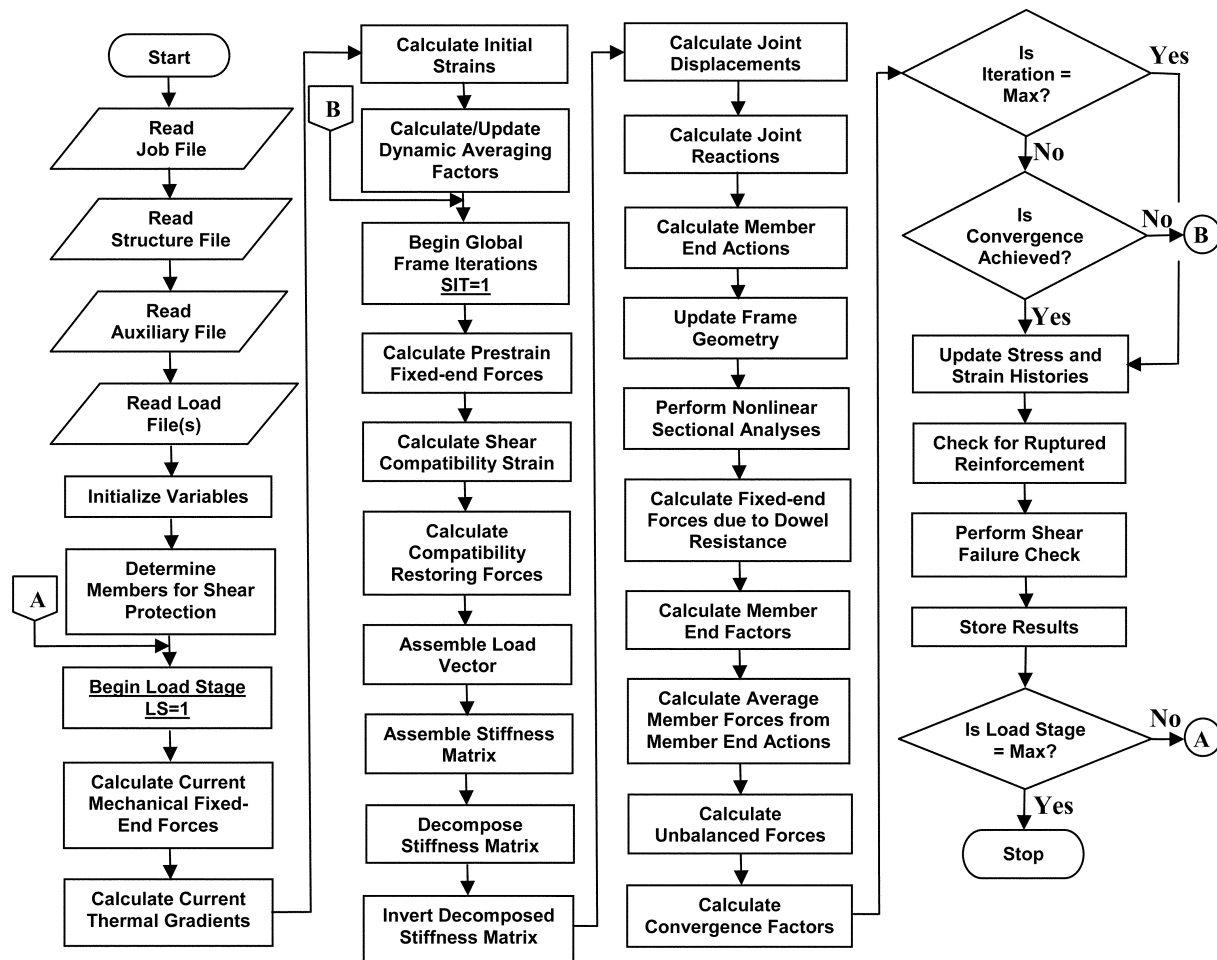 Start
Read
Job File
Read
Structure File
Read
Auxiliary File
Read Load
File(s)
Initialize Variables
Determine
Members for Shear
Protection
A
Begin Load Stage
LS=1
Calculate Current
Mechanical Fixed-
End Forces
Calculate Current
Thermal Gradients
Calculate Initial
Strains
B
Calculate/Update
Dynamic Averaging
Factors
Begin Global
Frame Iterations
SIT=1
Calculate Prestrain
Fixed-end Forces
Calculate Shear
Compatibility Strain
Calculate
Compatibility
Restoring Forces
Assemble Load
Vector
Assemble Stiffness
Matrix
Decompose
Stiffness Matrix
Invert Decomposed
Stiffness Matrix
Calculate Joint
Displacements
Calculate Joint
Reactions
Calculate Member
End Actions
Update Frame
Geometry
Perform Nonlinear
Sectional Analyses
Calculate Fixed-end
Forces due to Dowel
Resistance
Calculate Member
End Factors
Calculate Average
Member Forces from
Member End Actions
Calculate
Unbalanced Forces
Calculate
Convergence Factors
Is
Iteration =
Max?
Yes
No
Is
Convergence
Achieved?
No
B
Yes
Update Stress and
Strain Histories
Check for Ruptured
Reinforcement
Perform Shear
Failure Check
Store Results
Is Load Stage
= Max?
No
A
Yes
Stop